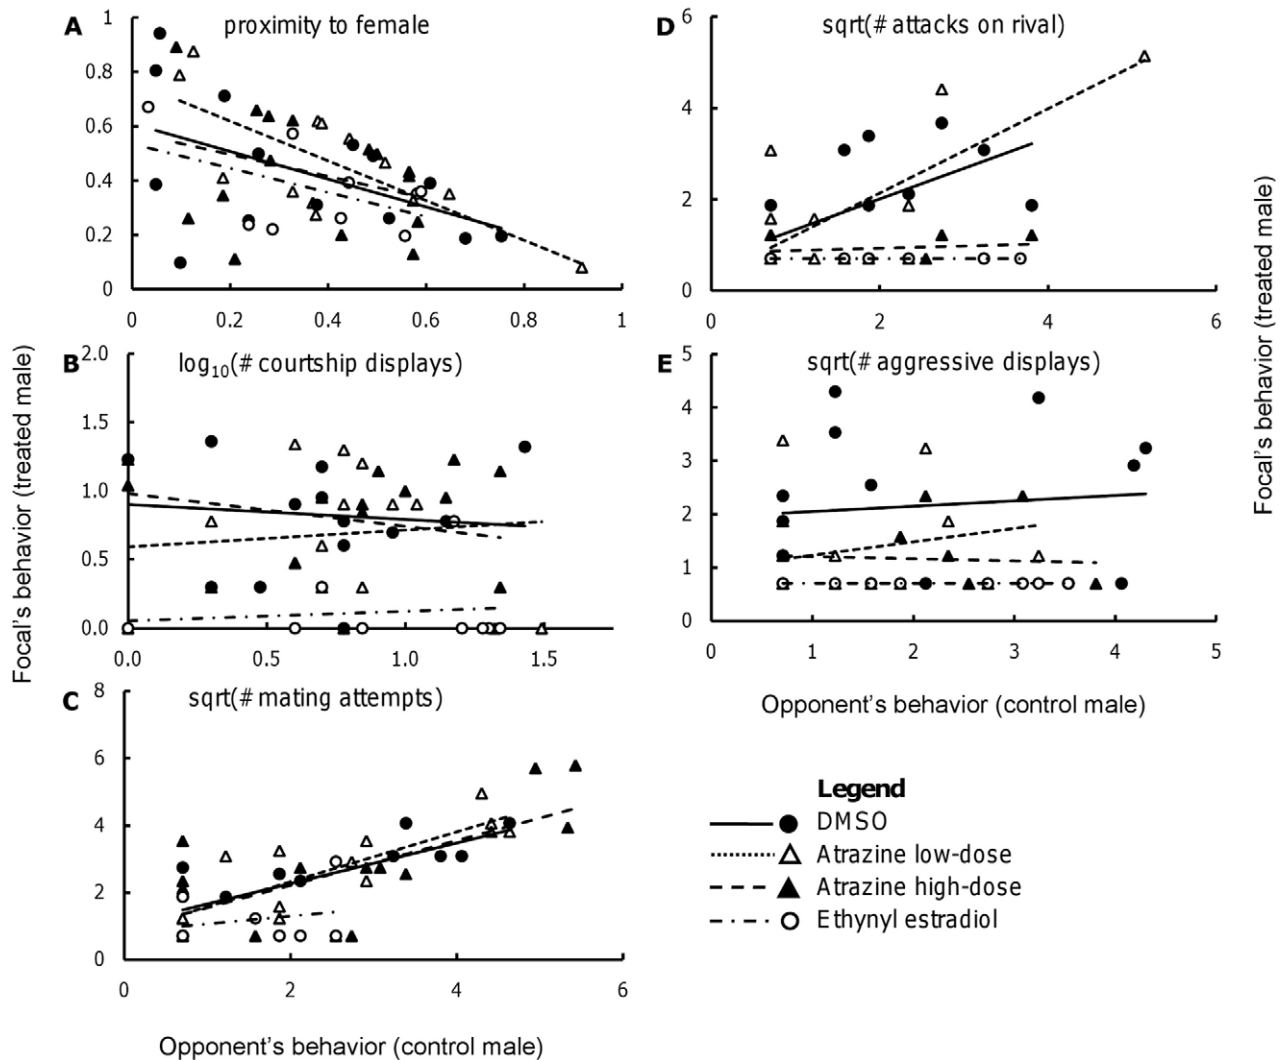 A
proximity to female
1
0.8
0.6
0.4
0.2
0
0 0.2 0.4 0.6 0.8 1
B
log10(# courtship displays)
2.0
1.5
1.0
0.5
0.0
0.0 0.5 1.0 1.5
C
sqrt(# mating attempts)
8
6
4
2
0
0 2 4 6
Focal's behavior (treated male)
Opponent's behavior (control male)
D
sqrt(# attacks on rival)
6
4
2
0
0 2 4 6
E
sqrt(# aggressive displays)
5
4
3
2
1
0
0 1 2 3 4 5
Focal's behavior (treated male)
Opponent's behavior (control male)
Legend
DMSO
Atrazine low-dose
Atrazine high-dose
Ethynyl estradiol